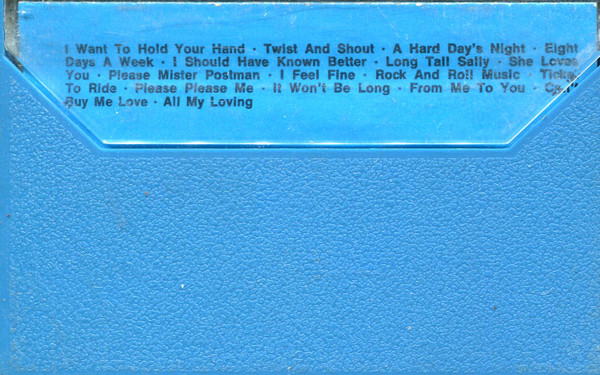 I Want To Hold Your Hand · Twist And Shout · A Hard Day's Night · Eight
Days A Week · I Should Have Known Better · Long Tall Sally · She Loves
You · Please Mister Postman · I Feel Fine · Rock And Roll Music · Ticket
To Ride · Please Please Me · It Won't Be Long · From Me To You · Can't
Buy Me Love · All My Loving